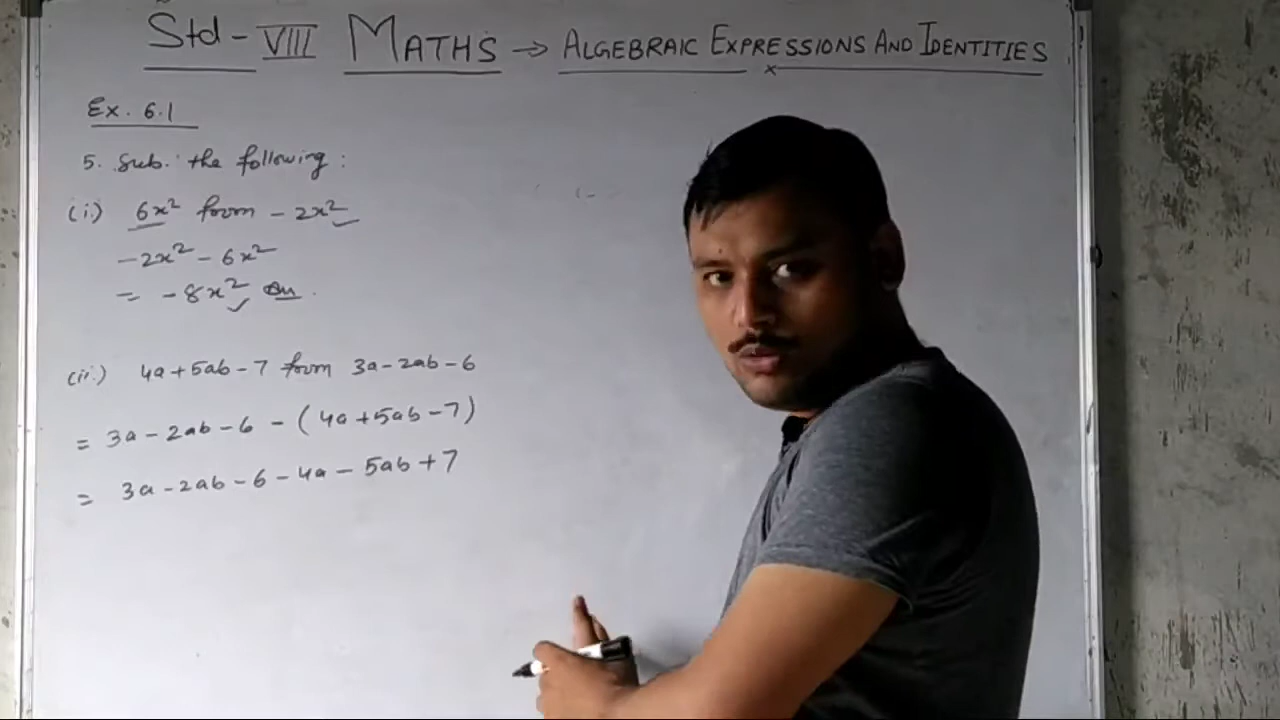 Std - VIII MATHS → ALGEBRAIC EXPRESSIONS AND IDENTITIES
Ex. 6.1
5. Sub. the following :
(i.) 6x² from - 2x²
-2x² - 6x²
= -8x² Ans.
(ii.) 4a+5ab-7 from 3a-2ab-6
= 3a-2ab-6-(4a+5ab-7)
= 3a-2ab-6-4a-5ab+7